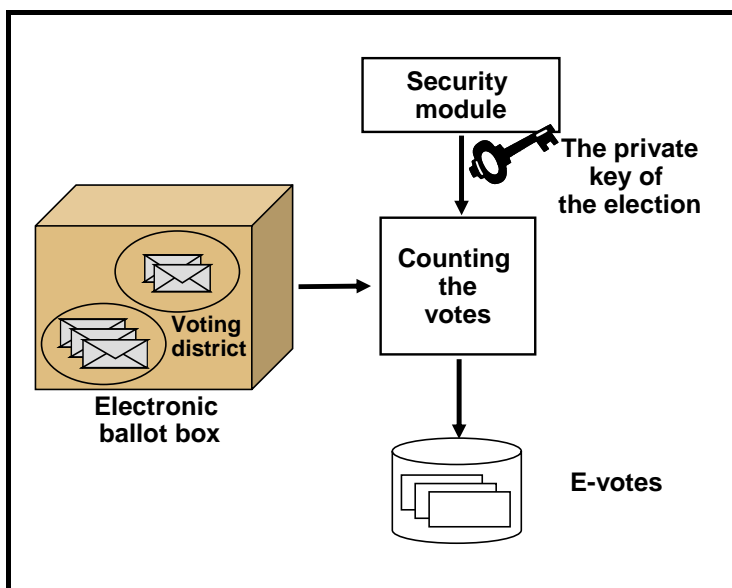 Security
module
The private
key of
the election
Counting
the
votes
Voting
district
Electronic
ballot box
E-votes